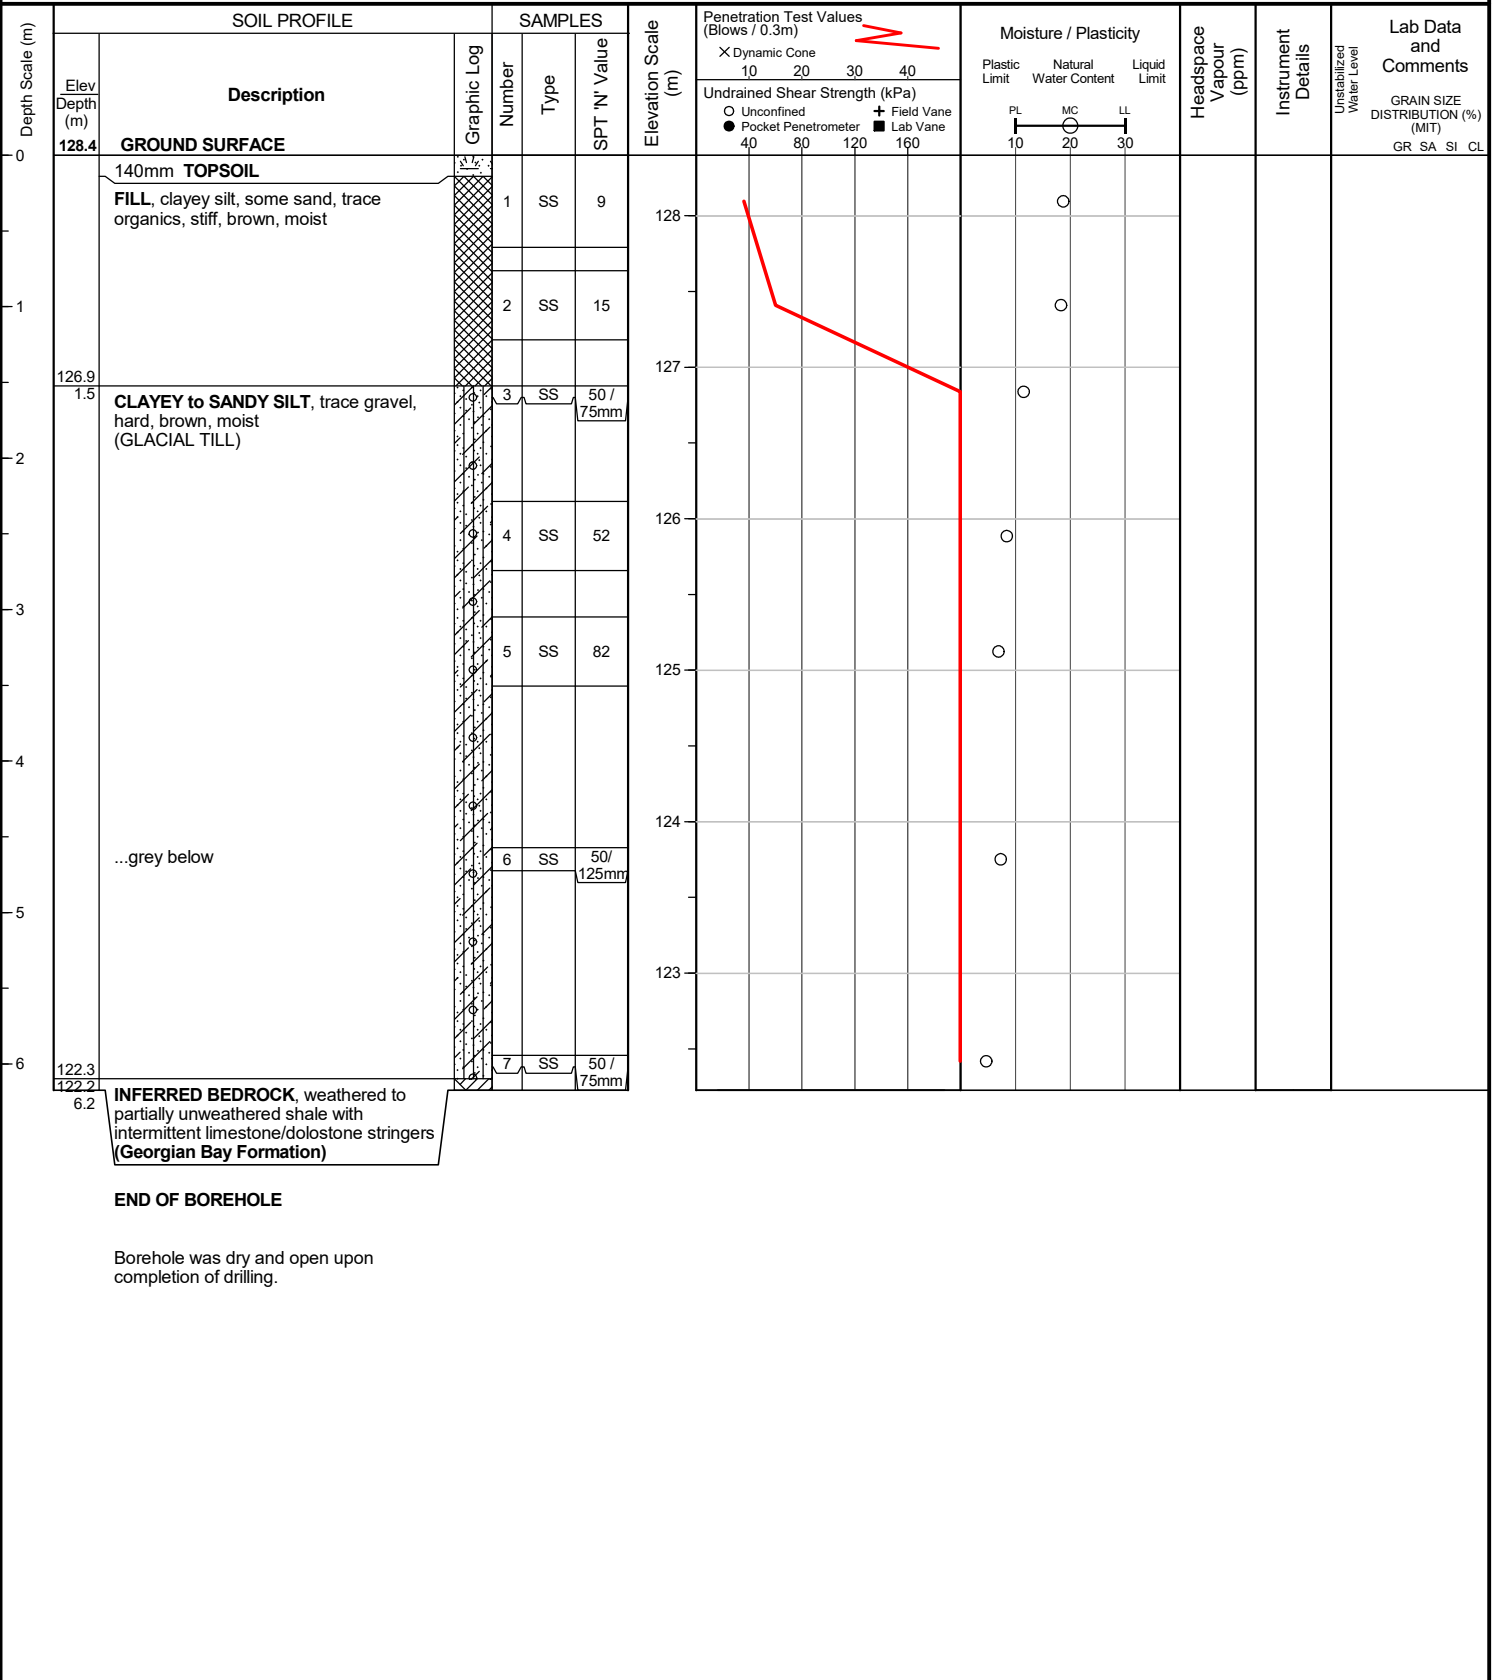 Depth Scale (m)
SOIL PROFILE
Elev
Depth
(m)
Description
128.4 GROUND SURFACE
Graphic Log
SAMPLES
Number
Type
SPT 'N' Value
Elevation Scale
(m)
Penetration Test Values
(Blows / 0.3m)
X Dynamic Cone
10 20 30 40
Undrained Shear Strength (kPa)
Unconfined
Field Vane
Pocket Penetrometer
Lab Vane
40 80 120 160
Moisture / Plasticity
Plastic
Limit
Natural
Water Content
Liquid
Limit
PL MC LL
10 20 30
Headspace
Vapour
(ppm)
Instrument
Details
Unstabilized
Water Level
Lab Data
and
Comments
GRAIN SIZE
DISTRIBUTION (%)
(MIT)
GR SA SI CL
0
140mm TOPSOIL
FILL, clayey silt, some sand, trace
organics, stiff, brown, moist
1 SS 9
128
1
2 SS 15
127
126.9
1.5
CLAYEY to SANDY SILT, trace gravel,
hard, brown, moist
(GLACIAL TILL)
3 SS 50 /
75mm
2
126
4 SS 52
3
5 SS 82
125
4
124
...grey below
6 SS 50/
125mm
5
123
6
122.3
7 SS 50 /
75mm
122.2
6.2
INFERRED BEDROCK, weathered to
partially unweathered shale with
intermittent limestone/dolostone stringers
(Georgian Bay Formation)
END OF BOREHOLE
Borehole was dry and open upon
completion of drilling.